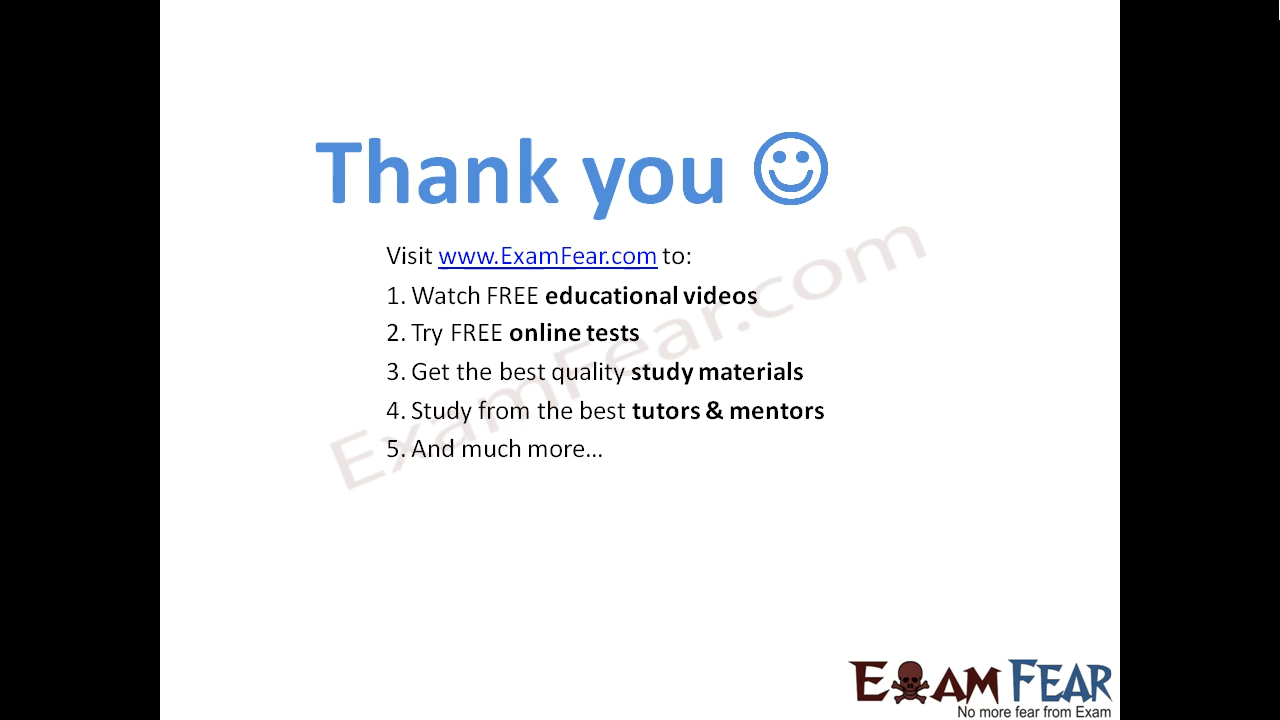 Thank you
Visit www.ExamFear.com to:
1. Watch FREE educational videos
2. Try FREE online tests
3. Get the best quality study materials
4. Study from the best tutors & mentors
5. And much more…
ExamFear.com
EXAM FEAR
No more fear from Exam